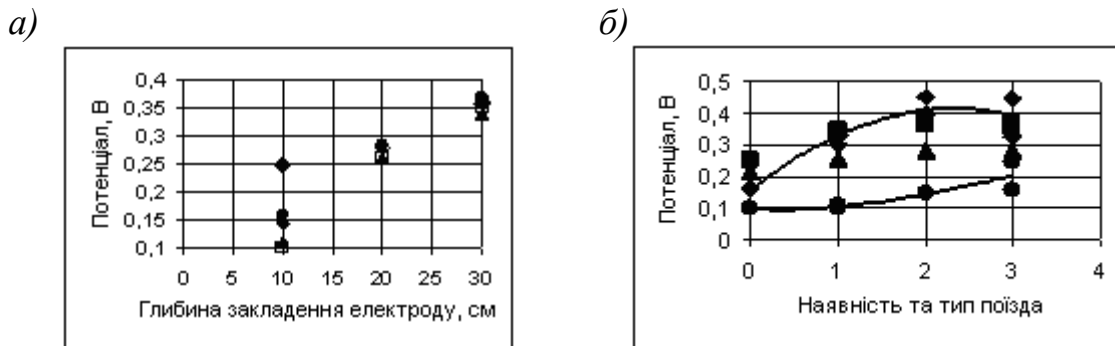 а)
Потенціал, В
0,4
0,35
0,3
0,25
0,2
0,15
0,1
0 5 10 15 20 25 30
Глибина закладення електроду, см
б)
Потенціал, В
0,5
0,4
0,3
0,2
0,1
0
0 1 2 3 4
Наявність та тип поїзда